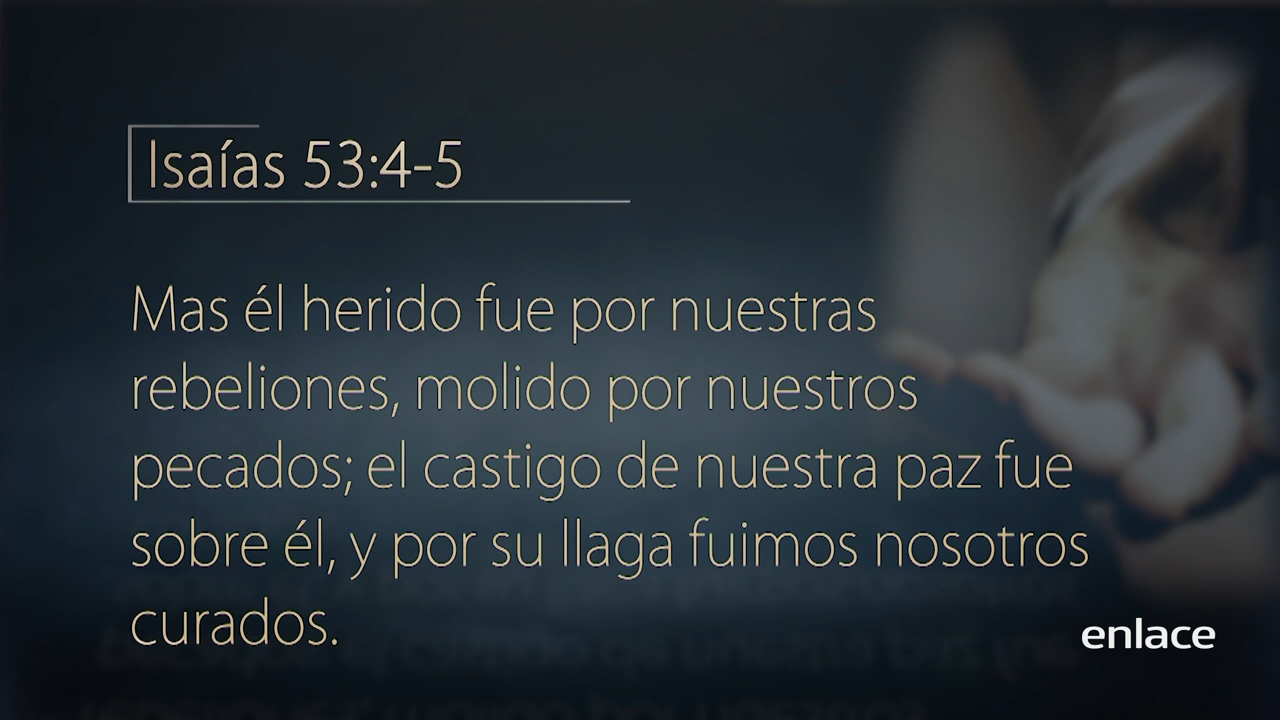 Isaías 53:4-5
Mas él herido fue por nuestras
rebeliones, molido por nuestros
pecados; el castigo de nuestra paz fue
sobre él, y por su llaga fuimos nosotros
curados.
enlace